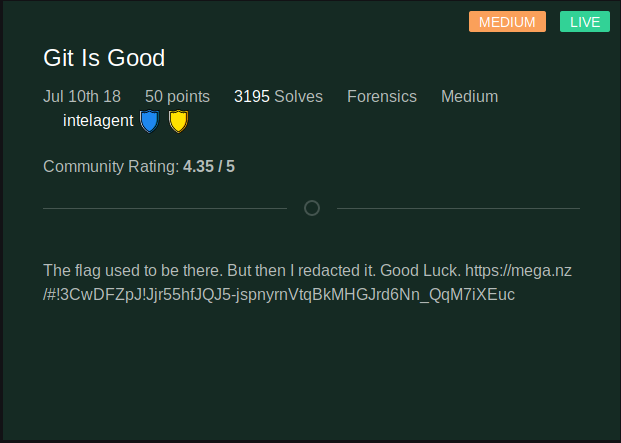 MEDIUM LIVE
Git Is Good
Jul 10th 18 50 points 3195 Solves Forensics Medium
intelagent
Community Rating: 4.35 / 5
The flag used to be there. But then I redacted it. Good Luck. https://mega.nz
/#!3CwDFZpJ!Jjr55hfJQJ5-jspnyrnVtqBkMHGJrd6Nn_QqM7iXEuc